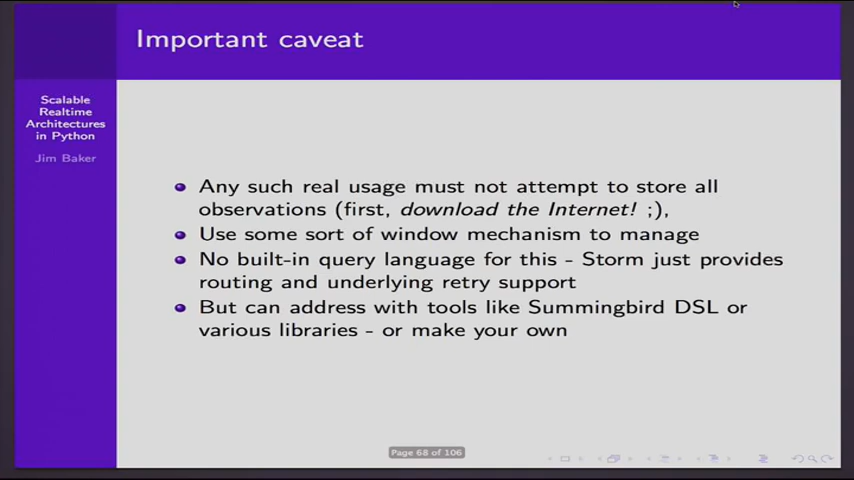 Important caveat
Scalable
Realtime
Architectures
in Python
Jim Baker
Any such real usage must not attempt to store all
observations (first, download the Internet! ;),
Use some sort of window mechanism to manage
No built-in query language for this - Storm just provides
routing and underlying retry support
But can address with tools like Summingbird DSL or
various libraries - or make your own
Page 68 of 106